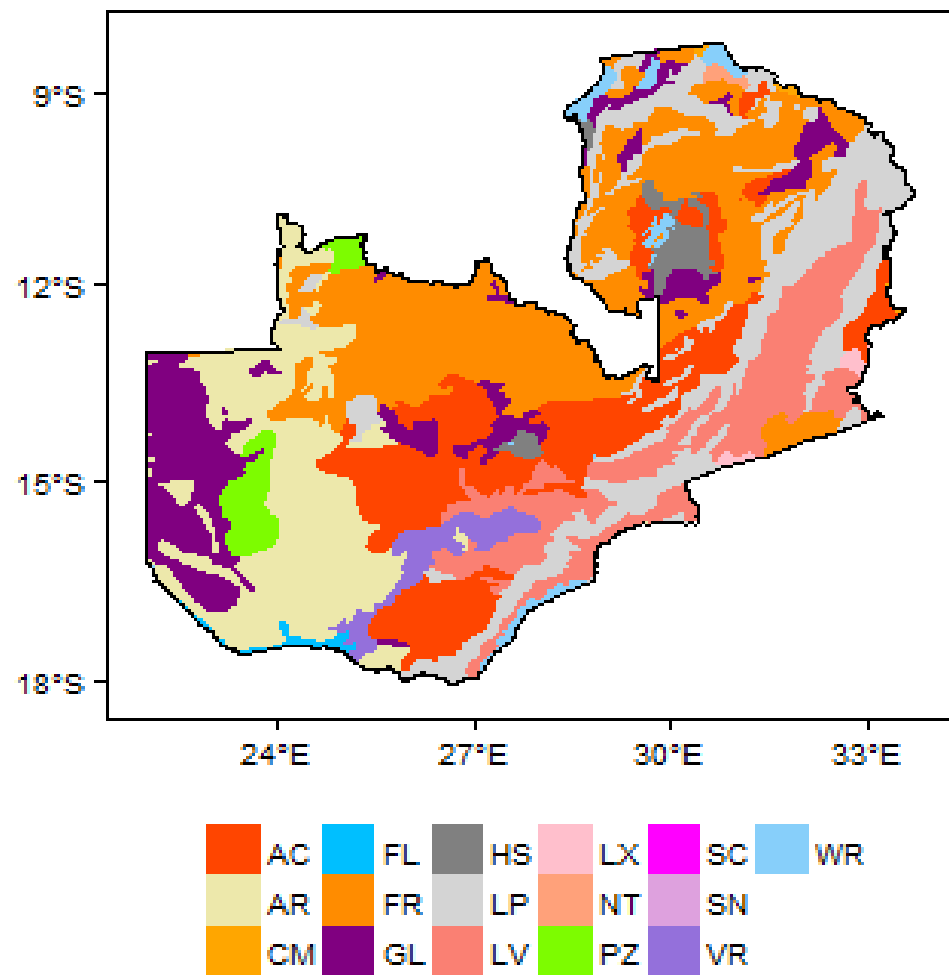 9°S
12°S
15°S
18°S
24°E 27°E 30°E 33°E
AC FL HS LX SC WR
AR FR LP NT SN
CM GL LV PZ VR